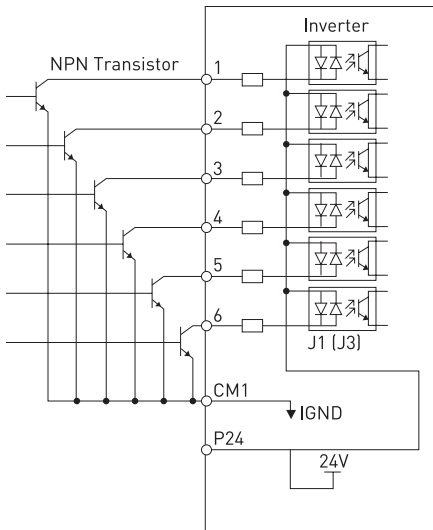 Inverter
NPN Transistor
1
2
3
4
5
6
J1 (J3)
CM1
IGND
P24
24V